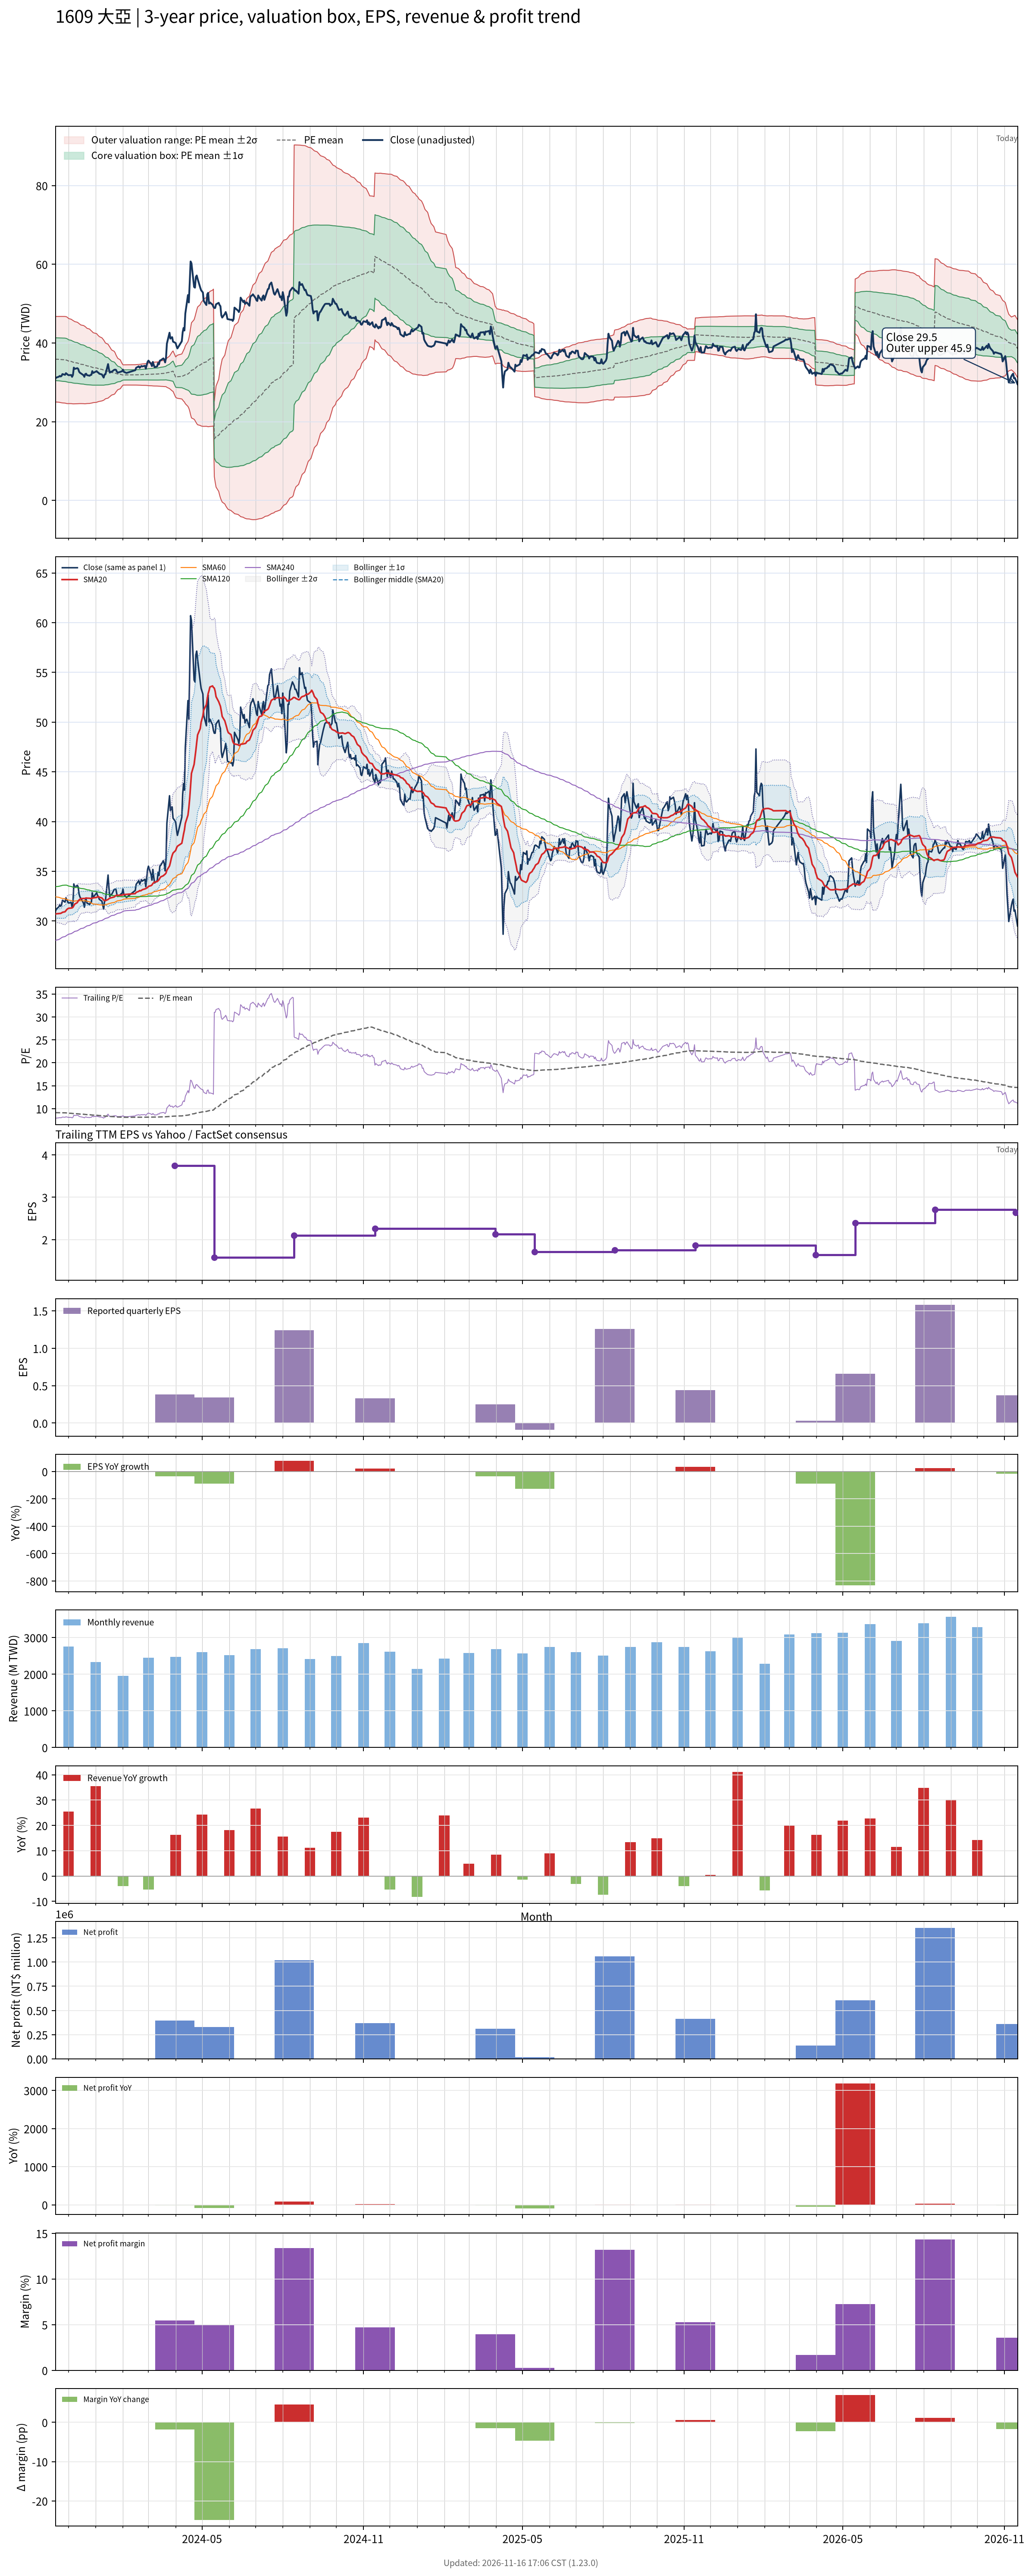 1609 大亞 | 3-year price, valuation box, EPS, revenue & profit trend
Outer valuation range: PE mean ±2σ
PE mean
Close (unadjusted)
Core valuation box: PE mean ±1σ
Today
Price (TWD)
80
60
40
20
0
Close 29.5
Outer upper 45.9
Close (same as panel 1)
SMA60
SMA240
Bollinger ±1σ
SMA20
SMA120
Bollinger ±2σ
Bollinger middle (SMA20)
Price
65
60
55
50
45
40
35
30
Trailing P/E
P/E mean
P/E
35
30
25
20
15
10
Trailing TTM EPS vs Yahoo / FactSet consensus
Today
EPS
4
3
2
Reported quarterly EPS
EPS
1.5
1.0
0.5
0.0
EPS YoY growth
YoY (%)
0
-200
-400
-600
-800
Monthly revenue
Revenue (M TWD)
3000
2000
1000
0
Revenue YoY growth
YoY (%)
40
30
20
10
0
-10
Month
1e6
Net profit
Net profit (NT$ million)
1.25
1.00
0.75
0.50
0.25
0.00
Net profit YoY
YoY (%)
3000
2000
1000
0
Net profit margin
Margin (%)
15
10
5
0
Margin YoY change
Δ margin (pp)
0
-10
-20
2024-05
2024-11
2025-05
2025-11
2026-05
2026-11
Updated: 2026-11-16 17:06 CST (1.23.0)